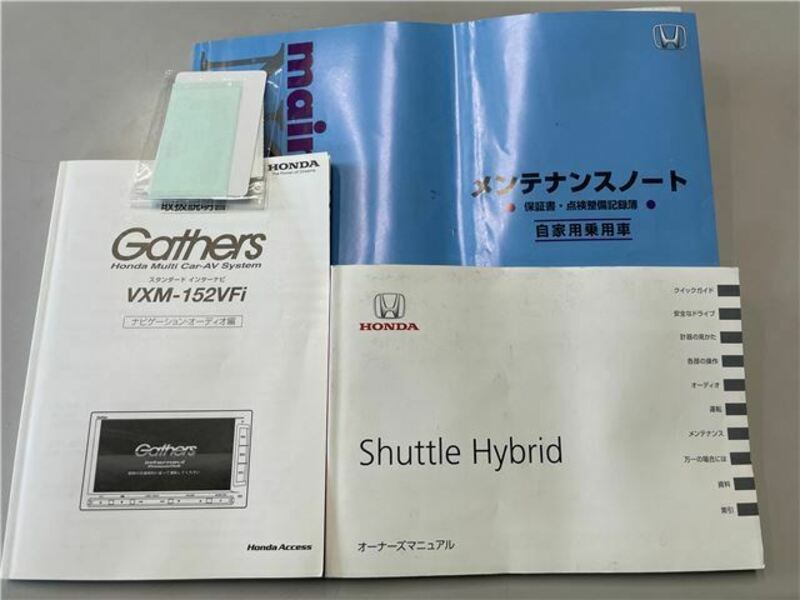 main
メンテナンスノート
保証書・点検整備記録簿
自家用乗用車
HONDA
The Power of Dreams
取扱説明書
Gathers
Honda Multi Car-AV System
スタンダード インターナビ
VXM-152VFi
ナビゲーション・オーディオ編
Gathers
Honda Access
HONDA
Shuttle Hybrid
オーナーズマニュアル
クイックガイド
安全なドライブ
計器の見かた
各部の操作
オーディオ
運転
メンテナンス
万一の場合には
資料
索引